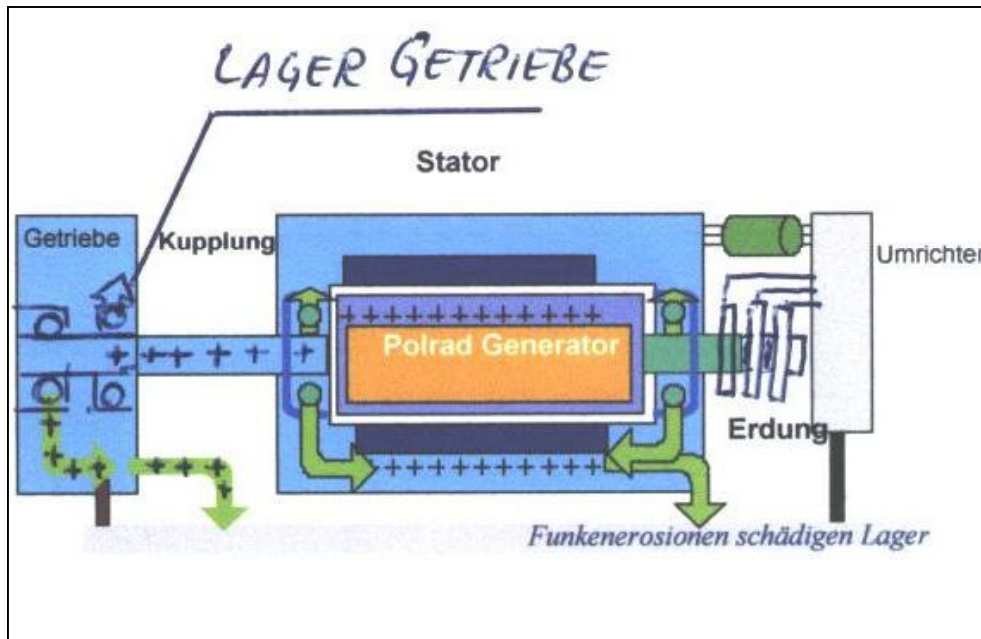 LAGER GETRIEBE
Stator
Getriebe
Kupplung
Umrichter
Polrad Generator
Erdung
Funkenerosionen schädigen Lager